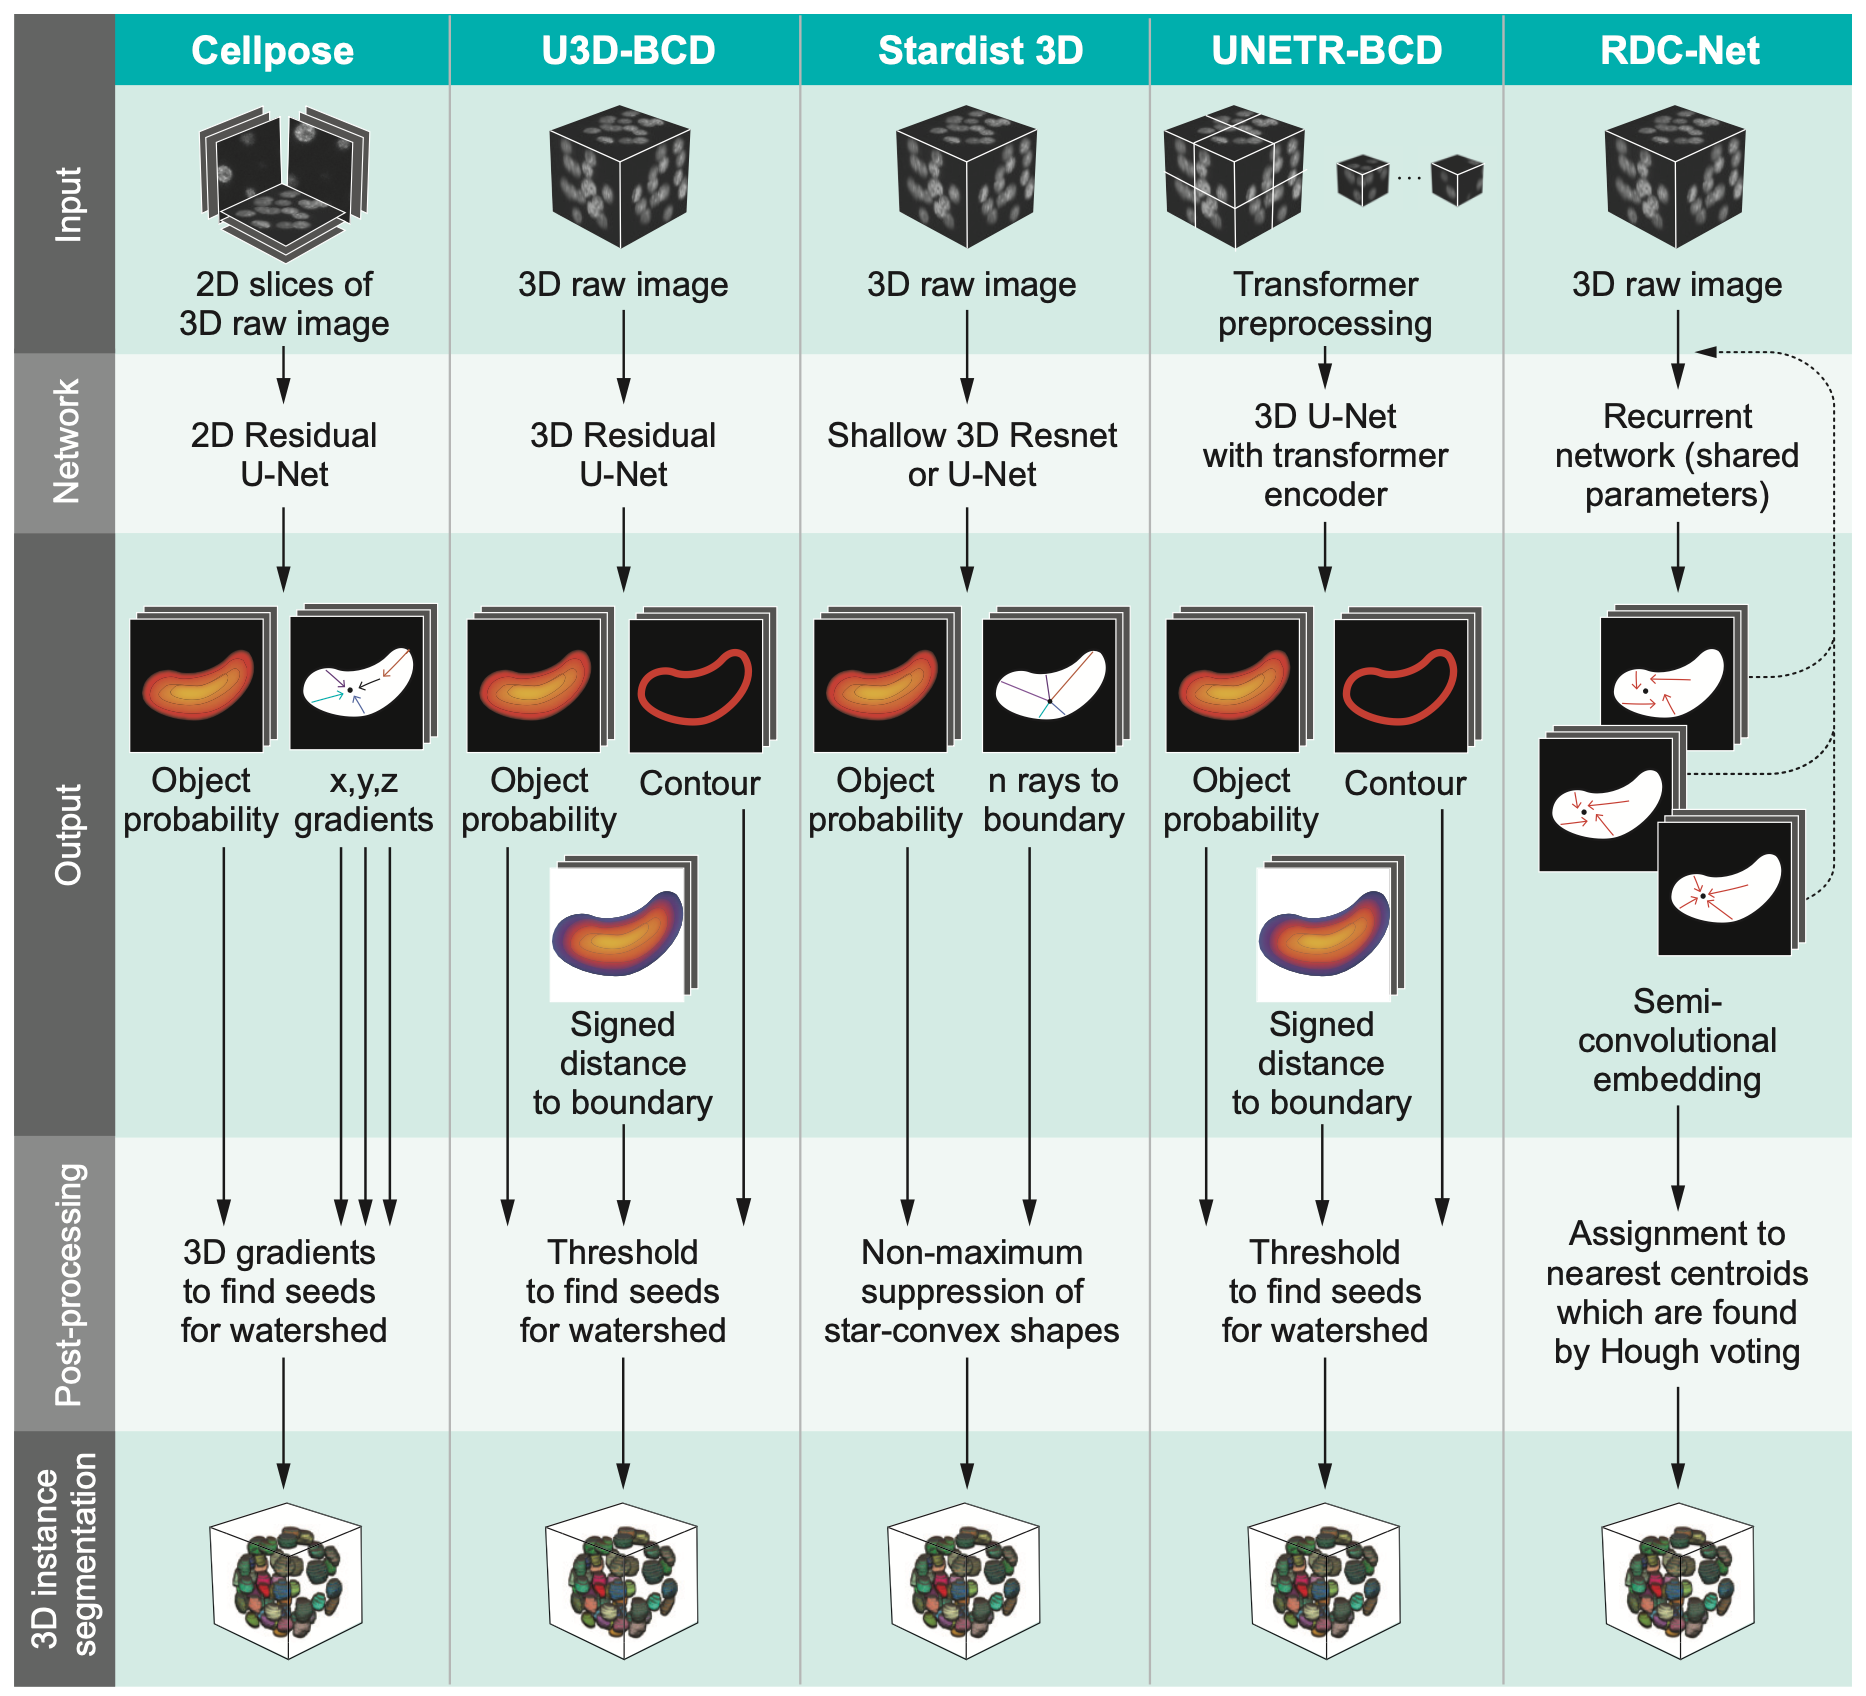 Cellpose
U3D-BCD
Stardist 3D
UNETR-BCD
RDC-Net
Input
2D slices of
3D raw image
3D raw image
3D raw image
Transformer
preprocessing
3D raw image
Network
2D Residual
U-Net
3D Residual
U-Net
Shallow 3D Resnet
or U-Net
3D U-Net
with transformer
encoder
Recurrent
network (shared
parameters)
Output
Object
probability
x,y,z
gradients
Object
probability
Contour
Signed
distance
to boundary
Object
probability
n rays to
boundary
Object
probability
Contour
Signed
distance
to boundary
Semi-
convolutional
embedding
Post-processing
3D gradients
to find seeds
for watershed
Threshold
to find seeds
for watershed
Non-maximum
suppression of
star-convex shapes
Threshold
to find seeds
for watershed
Assignment to
nearest centroids
which are found
by Hough voting
3D instance
segmentation